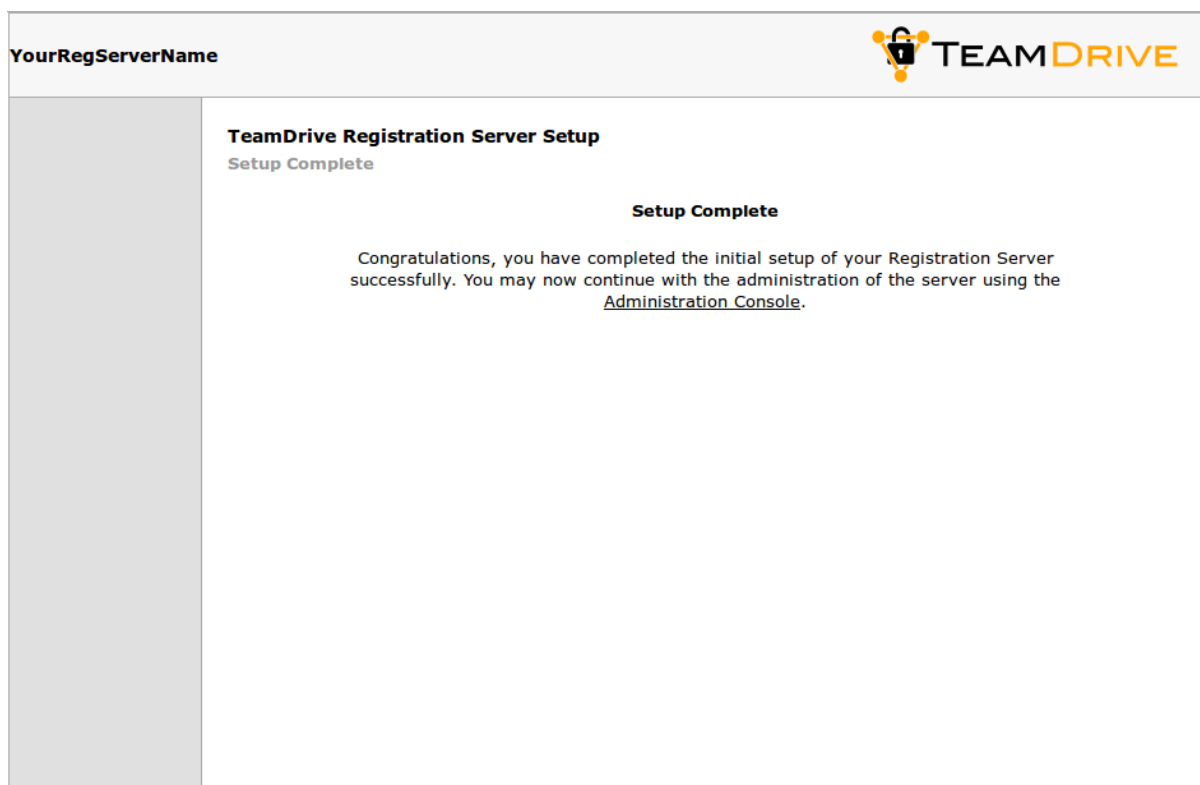 YourRegServerName
TEAMDRIVE
TeamDrive Registration Server Setup
Setup Complete
Setup Complete
Congratulations, you have completed the initial setup of your Registration Server
successfully. You may now continue with the administration of the server using the
Administration Console.